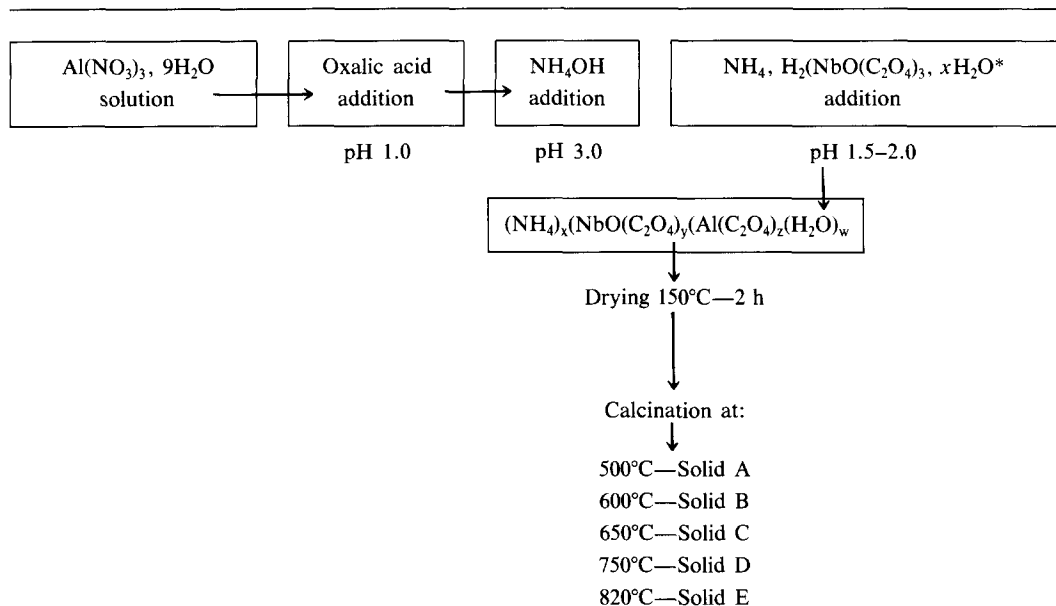 Al(NO₃)₃, 9H₂O
solution
Oxalic acid
addition
NH₄OH
addition
NH₄, H₂(NbO(C₂O₄)₃, xH₂O*
addition
pH 1.0
pH 3.0
pH 1.5–2.0
(NH₄)ₓ(NbO(C₂O₄)ᵧ(Al(C₂O₄)z(H₂O)w
Drying 150°C—2 h
Calcination at:
500°C—Solid A
600°C—Solid B
650°C—Solid C
750°C—Solid D
820°C—Solid E